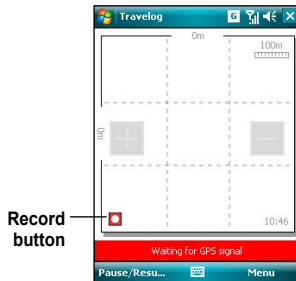 Travelog
G
0m
100m
0m
Record
button
10:46
Waiting for GPS signal
Pause/Resu...
Menu